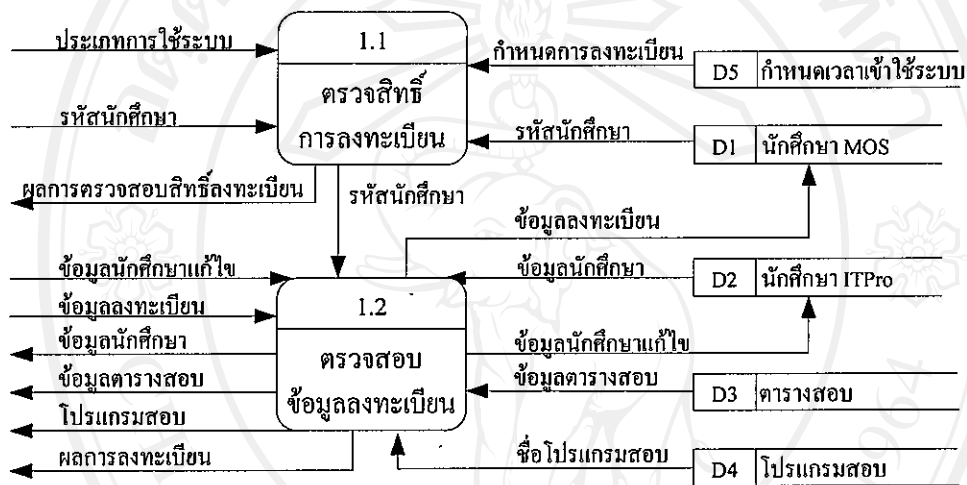 ประเภทการใช้ระบบ
1.1
กำหนดการลงทะเบียน
D5 กำหนดเวลาเข้าใช้ระบบ
ตรวจสิทธิ์
การลงทะเบียน
รหัสนักศึกษา
รหัสนักศึกษา
D1 นักศึกษา MOS
ผลการตรวจสอบสิทธิ์ลงทะเบียน
รหัสนักศึกษา
ข้อมูลลงทะเบียน
ข้อมูลนักศึกษาแก้ไข
ข้อมูลนักศึกษา
D2 นักศึกษา ITPro
ข้อมูลลงทะเบียน
1.2
ข้อมูลนักศึกษา
ตรวจสอบ
ข้อมูลลงทะเบียน
ข้อมูลนักศึกษาแก้ไข
ข้อมูลตารางสอบ
ข้อมูลตารางสอบ
D3 ตารางสอบ
โปรแกรมสอบ
ผลการลงทะเบียน
ชื่อโปรแกรมสอบ
D4 โปรแกรมสอบ